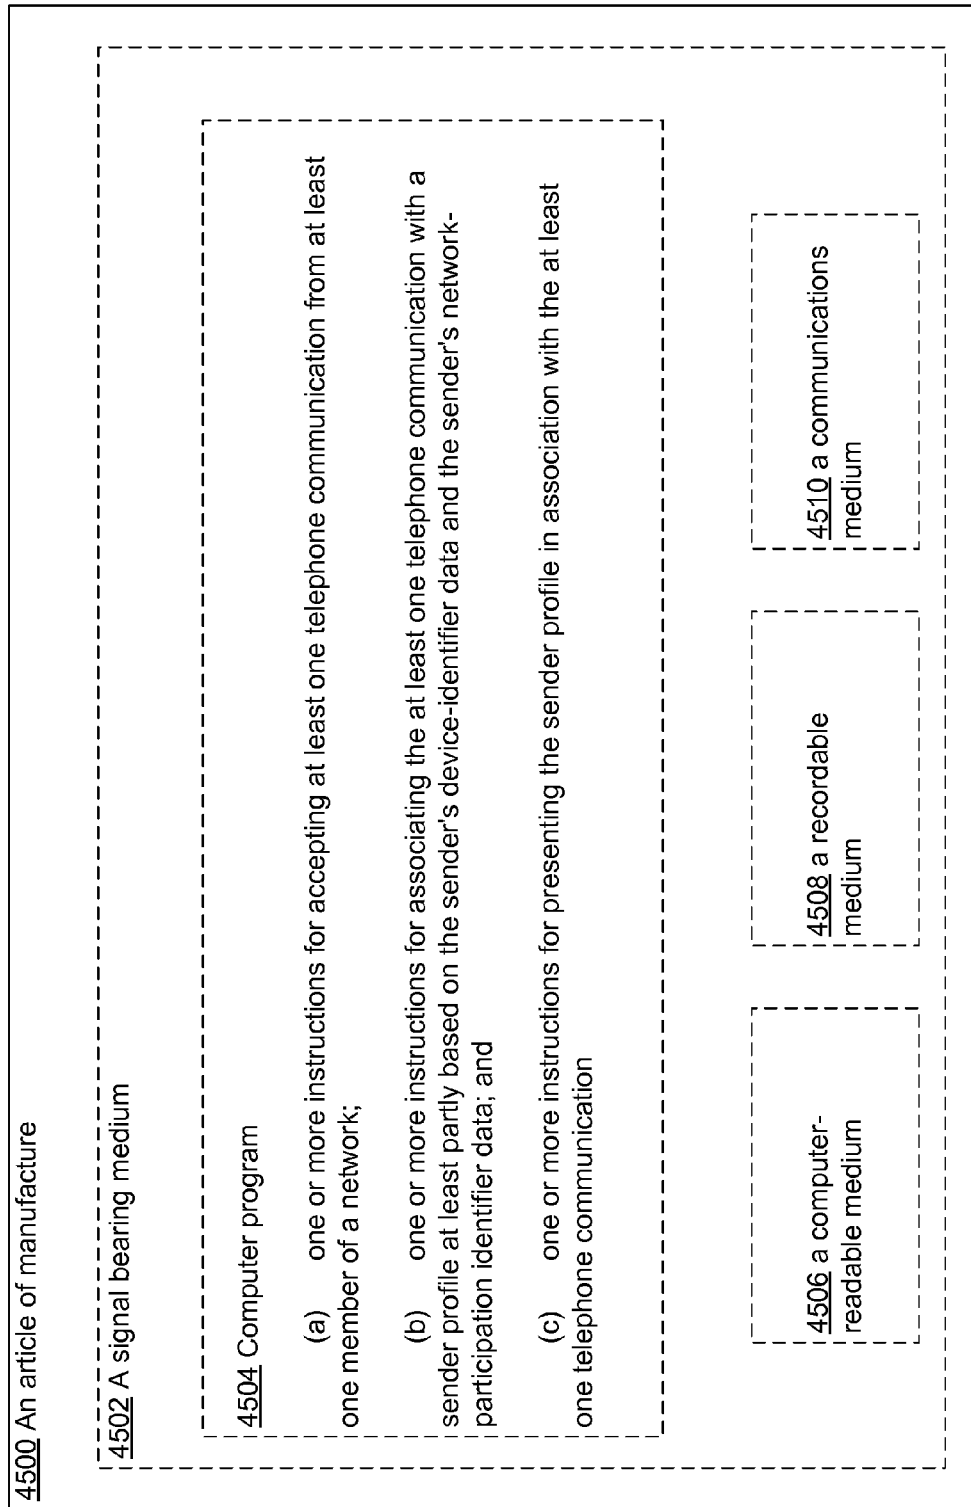 4500 An article of manufacture
4502 A signal bearing medium
4504 Computer program
(a) one or more instructions for accepting at least one telephone communication from at least
one member of a network;
(b) one or more instructions for associating the at least one telephone communication with a
sender profile at least partly based on the sender's device-identifier data and the sender's network-
participation identifier data; and
(c) one or more instructions for presenting the sender profile in association with the at least
one telephone communication
4506 a computer-
readable medium
4508 a recordable
medium
4510 a communications
medium